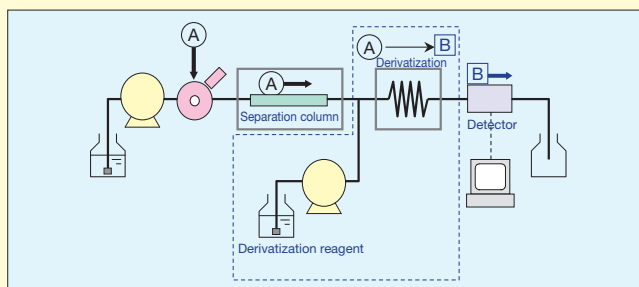 A
A
B
Derivatization
A
B
Separation column
Detector
Derivatization reagent